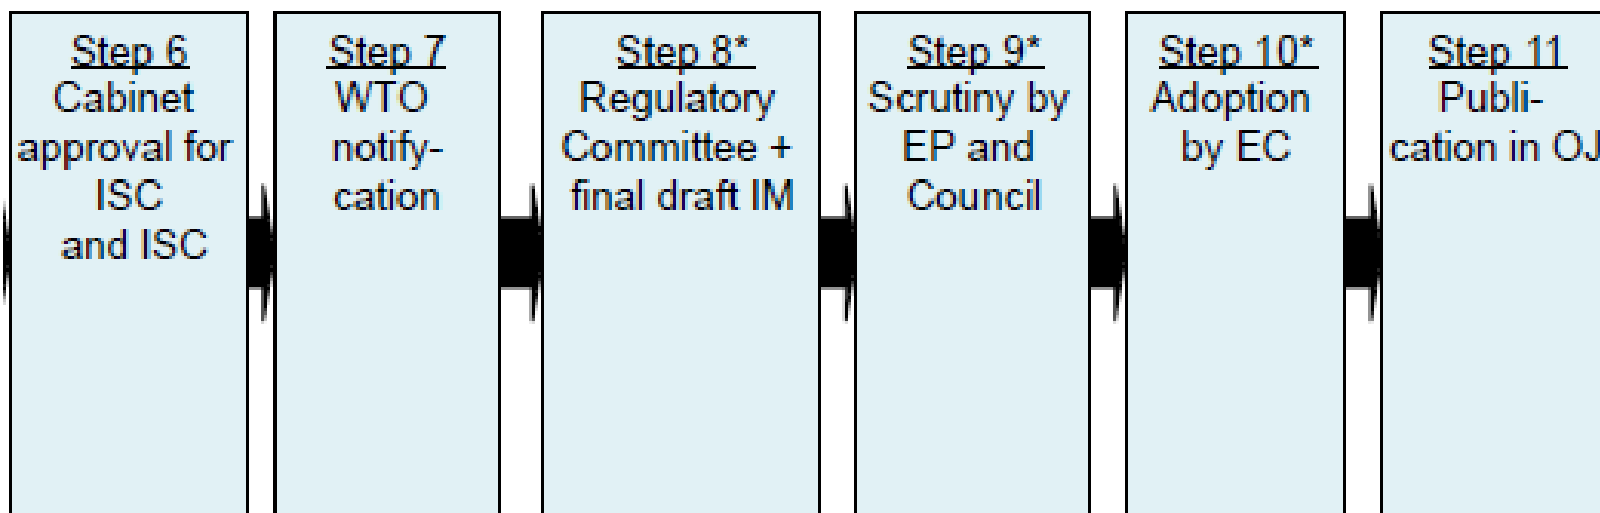 Step 6
Cabinet
approval for
ISC
and ISC
Step 7
WTO
notify-
cation
Step 8*
Regulatory
Committee +
final draft IM
Step 9*
Scrutiny by
EP and
Council
Step 10*
Adoption
by EC
Step 11
Publi-
cation in OJ